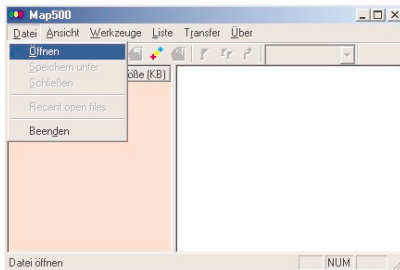 Map500
Datei Ansicht Werkzeuge Liste Transfer Über
Öffnen
Speichern unter
Schließen
öße (KB)
Recent open files
Beenden
Datei öffnen NUM